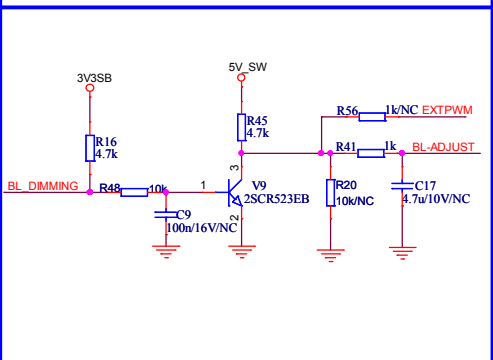 3V3SB
5V_SW
R56
1k/NC
EXTPWM
R16
4.7k
R45
4.7k
R41
1k
BL-ADJUST
BL_DIMMING
R48
10k
1
3
2
V9
2SCR523EB
R20
10k/NC
C17
4.7u/10V/NC
C9
100n/16V/NC